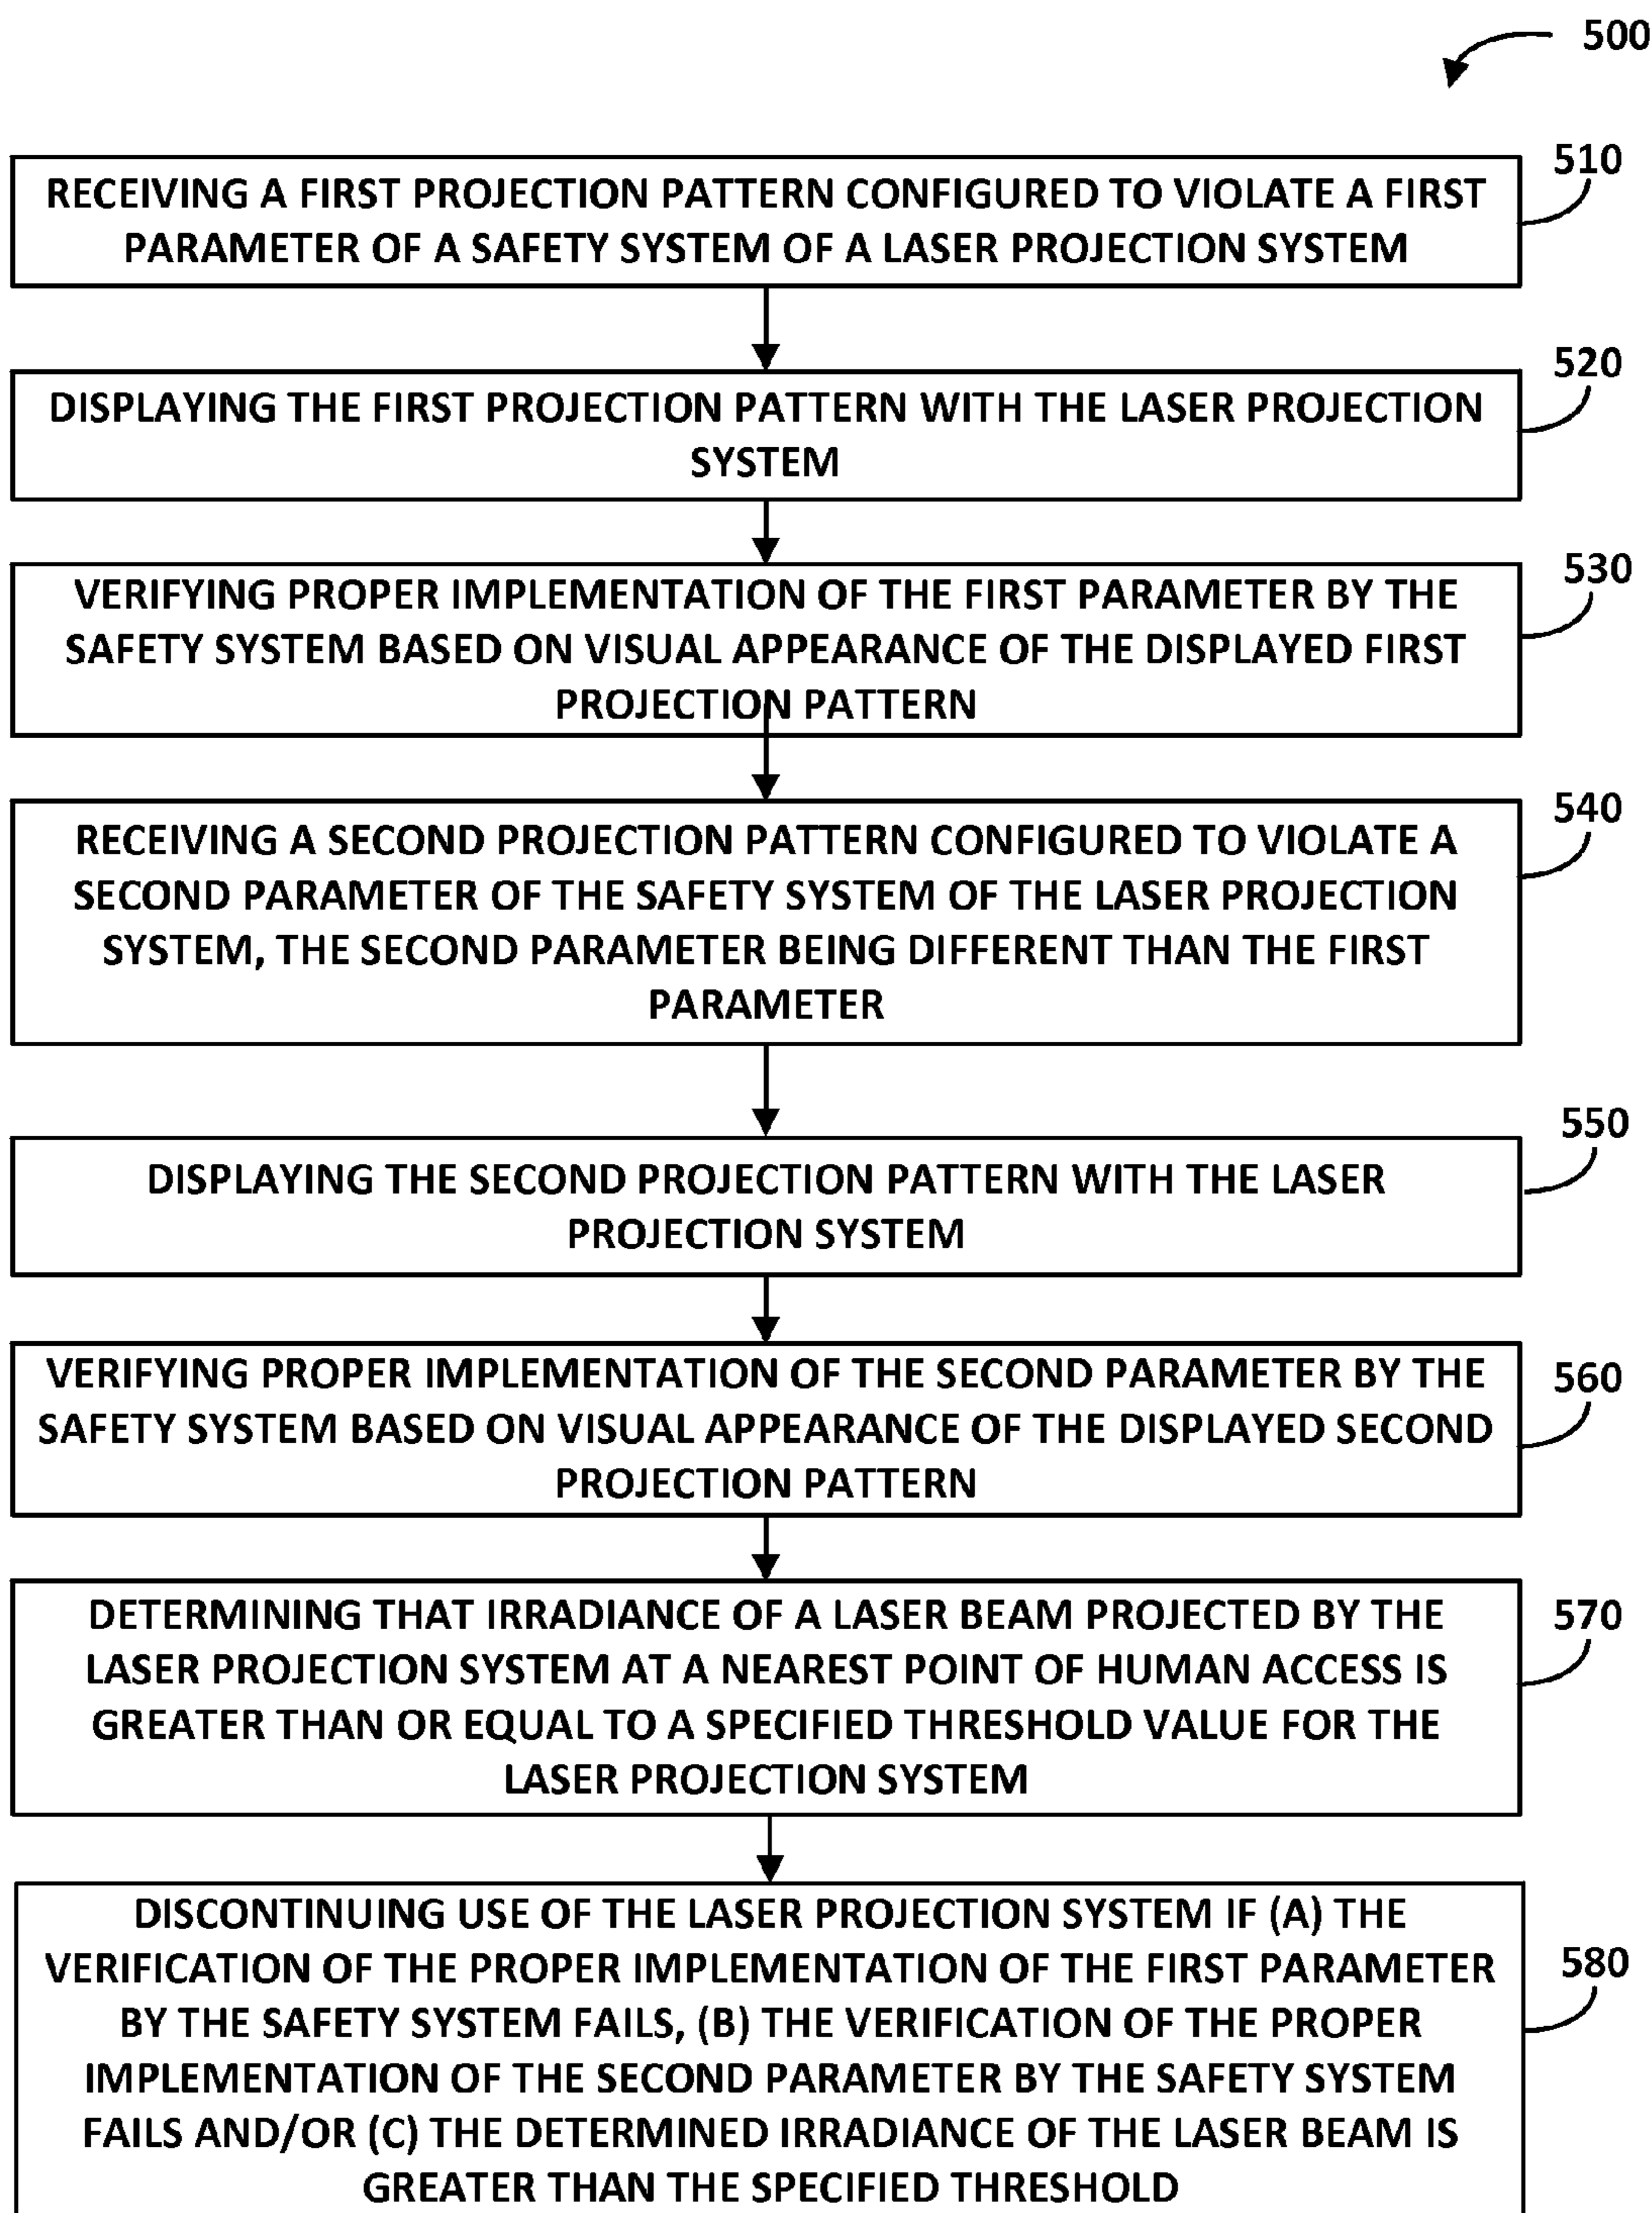 500
510
RECEIVING A FIRST PROJECTION PATTERN CONFIGURED TO VIOLATE A FIRST
PARAMETER OF A SAFETY SYSTEM OF A LASER PROJECTION SYSTEM
520
DISPLAYING THE FIRST PROJECTION PATTERN WITH THE LASER PROJECTION
SYSTEM
530
VERIFYING PROPER IMPLEMENTATION OF THE FIRST PARAMETER BY THE
SAFETY SYSTEM BASED ON VISUAL APPEARANCE OF THE DISPLAYED FIRST
PROJECTION PATTERN
540
RECEIVING A SECOND PROJECTION PATTERN CONFIGURED TO VIOLATE A
SECOND PARAMETER OF THE SAFETY SYSTEM OF THE LASER PROJECTION
SYSTEM, THE SECOND PARAMETER BEING DIFFERENT THAN THE FIRST
PARAMETER
550
DISPLAYING THE SECOND PROJECTION PATTERN WITH THE LASER
PROJECTION SYSTEM
560
VERIFYING PROPER IMPLEMENTATION OF THE SECOND PARAMETER BY THE
SAFETY SYSTEM BASED ON VISUAL APPEARANCE OF THE DISPLAYED SECOND
PROJECTION PATTERN
570
DETERMINING THAT IRRADIANCE OF A LASER BEAM PROJECTED BY THE
LASER PROJECTION SYSTEM AT A NEAREST POINT OF HUMAN ACCESS IS
GREATER THAN OR EQUAL TO A SPECIFIED THRESHOLD VALUE FOR THE
LASER PROJECTION SYSTEM
580
DISCONTINUING USE OF THE LASER PROJECTION SYSTEM IF (A) THE
VERIFICATION OF THE PROPER IMPLEMENTATION OF THE FIRST PARAMETER
BY THE SAFETY SYSTEM FAILS, (B) THE VERIFICATION OF THE PROPER
IMPLEMENTATION OF THE SECOND PARAMETER BY THE SAFETY SYSTEM
FAILS AND/OR (C) THE DETERMINED IRRADIANCE OF THE LASER BEAM IS
GREATER THAN THE SPECIFIED THRESHOLD